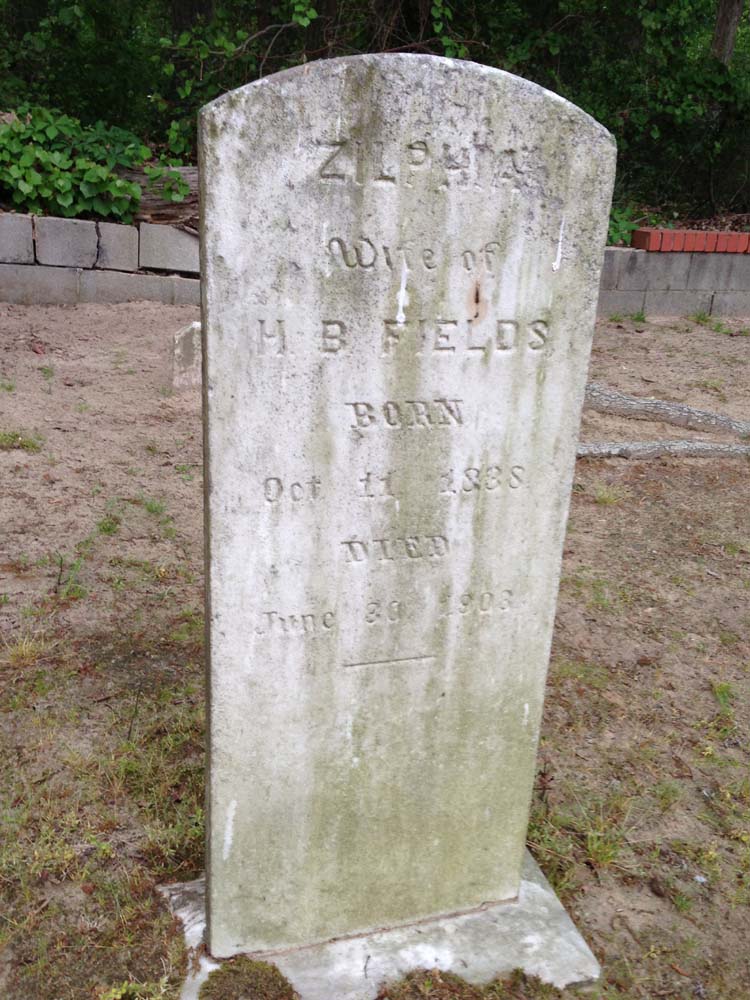 ZILPHIA
Wife of
H. B. FIELDS
BORN
Oct 11 1838
DIED
June 30 1903.